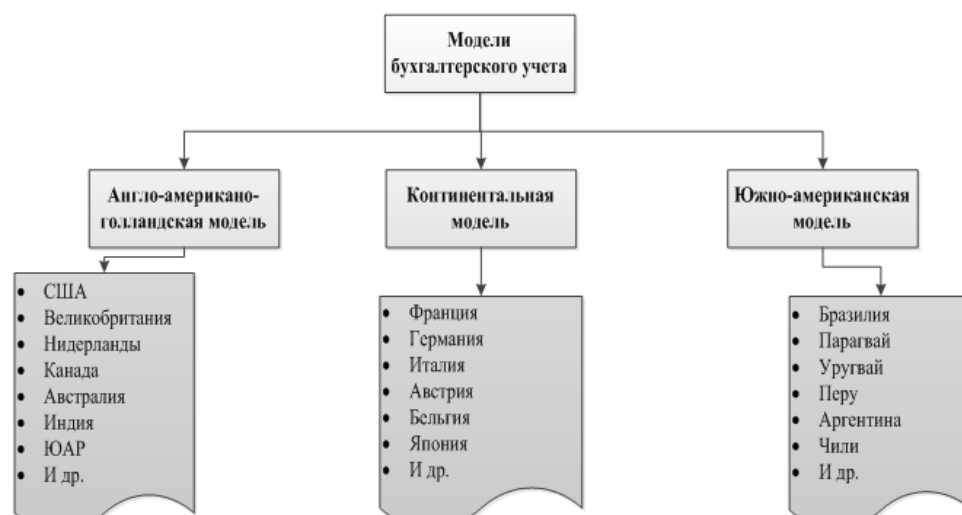 Модели
бухгалтерского учета
Англо-американо-
голландская модель
Континентальная
модель
Южно-американская
модель
• США
• Великобритания
• Нидерланды
• Канада
• Австралия
• Индия
• ЮАР
• И др.
• Франция
• Германия
• Италия
• Австрия
• Бельгия
• Япония
• И др.
• Бразилия
• Парагвай
• Уругвай
• Перу
• Аргентина
• Чили
• И др.